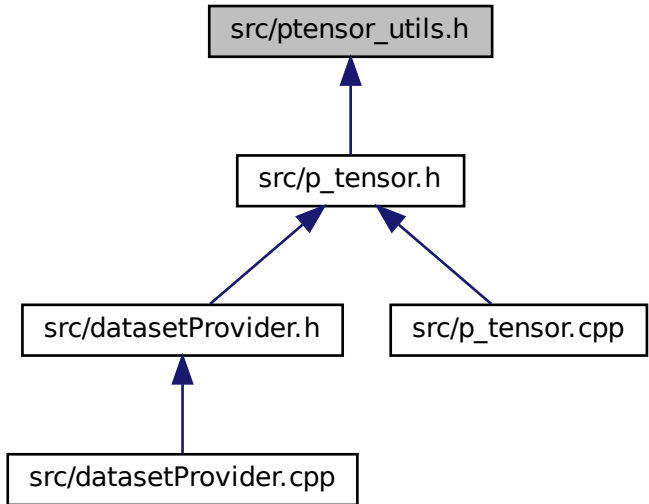 src/ptensor_utils.h
src/p_tensor.h
src/datasetProvider.h
src/p_tensor.cpp
src/datasetProvider.cpp